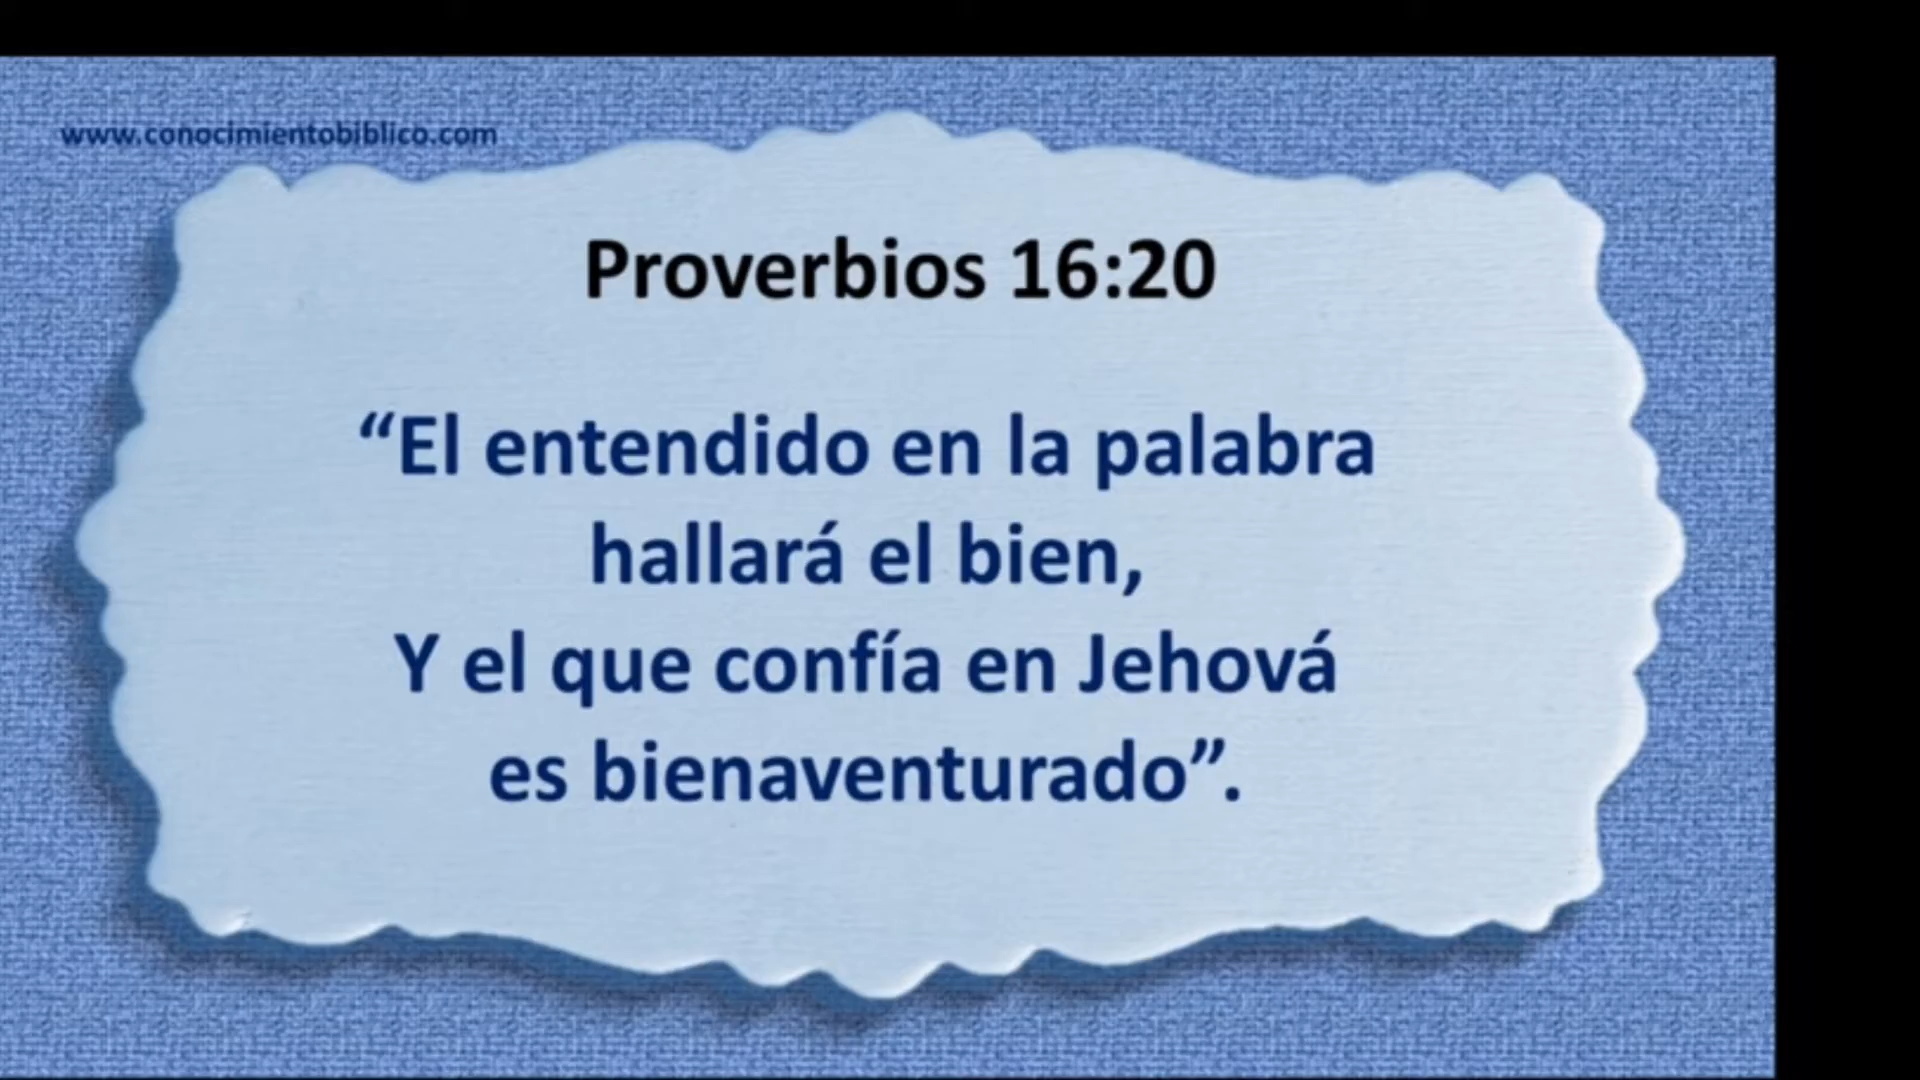 www.conocimientobiblico.com
Proverbios 16:20
“El entendido en la palabra
hallará el bien,
Y el que confía en Jehová
es bienaventurado”.